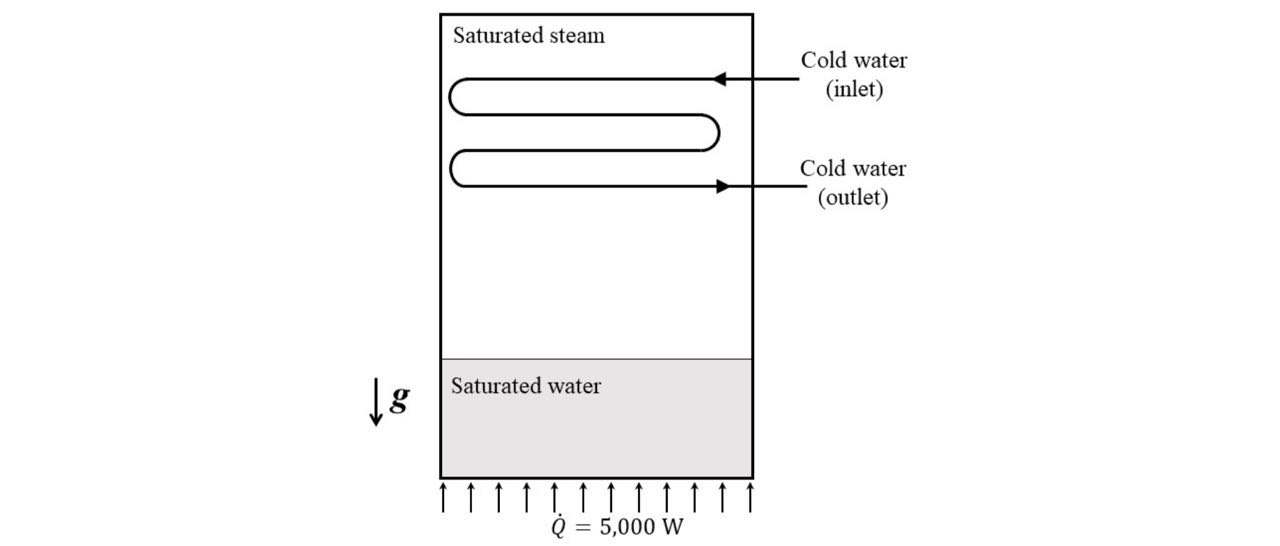 Saturated steam
Cold water
(inlet)
Cold water
(outlet)
Saturated water
g
Q̇ = 5,000 W